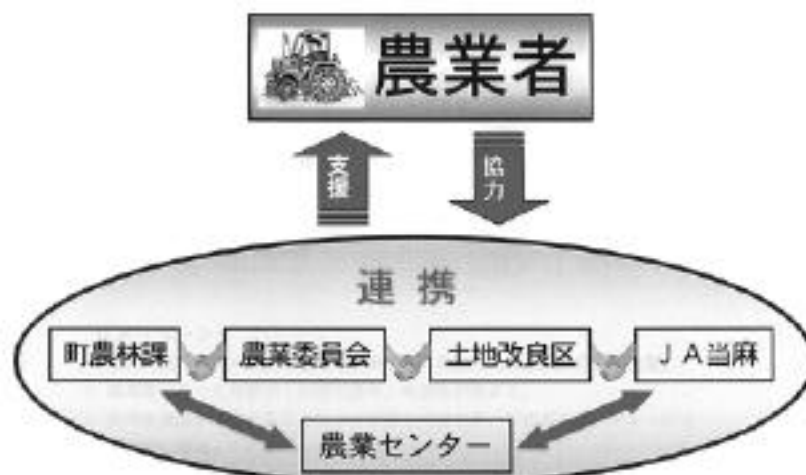 農業者
支援
協力
連携
町農林課
農業委員会
土地改良区
ＪＡ当麻
農業センター